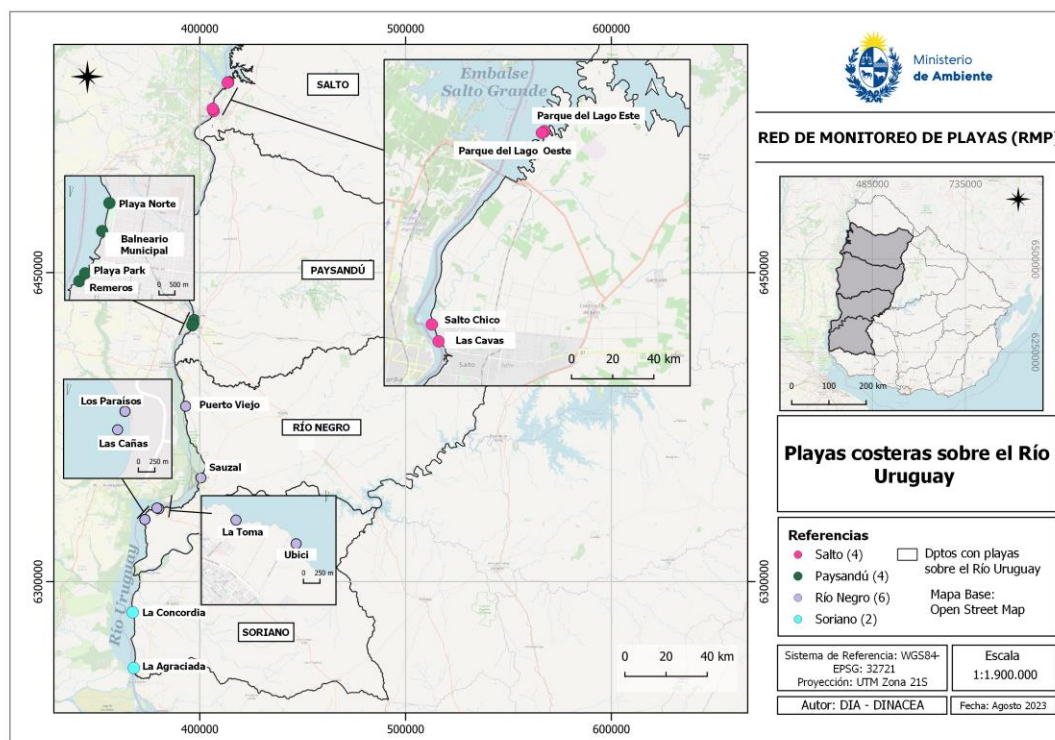 400000
500000
600000
SALTO
Embalse
Salto Grande
Parque del Lago Este
Parque del Lago Oeste
Playa Norte
Balneario
Municipal
Playa Park
Remeros
0 500 m
6450000
PAYSANDÚ
6450000
Salto Chico
Las Cavas
Salto
0 20 40 km
Puerto Viejo
Los Paraísos
Las Cañas
0 250 m
RÍO NEGRO
Sauzal
La Toma
Ubici
0 250 m
Río Uruguay
6300000
6300000
La Concordia
SORIANO
La Agraciada
0 20 40 km
400000
500000
600000
Ministerio
de Ambiente
RED DE MONITOREO DE PLAYAS (RMP)
485000
735000
6500000
6250000
0 100 200 km
Playas costeras sobre el Río
Uruguay
Referencias
Salto (4)
Paysandú (4)
Río Negro (6)
Soriano (2)
Dptos con playas
sobre el Río Uruguay
Mapa Base:
Open Street Map
Sistema de Referencia: WGS84-
EPSG: 32721
Proyección: UTM Zona 21S
Escala
1:1.900.000
Autor: DIA - DINACEA
Fecha: Agosto 2023